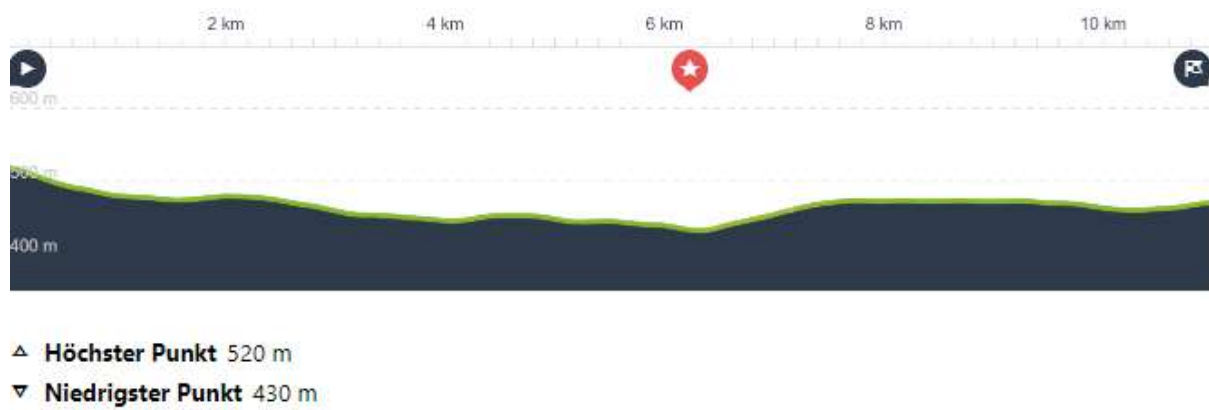 2 km 4 km 6 km 8 km 10 km
600 m
500 m
400 m
Höchster Punkt 520 m
Niedrigster Punkt 430 m